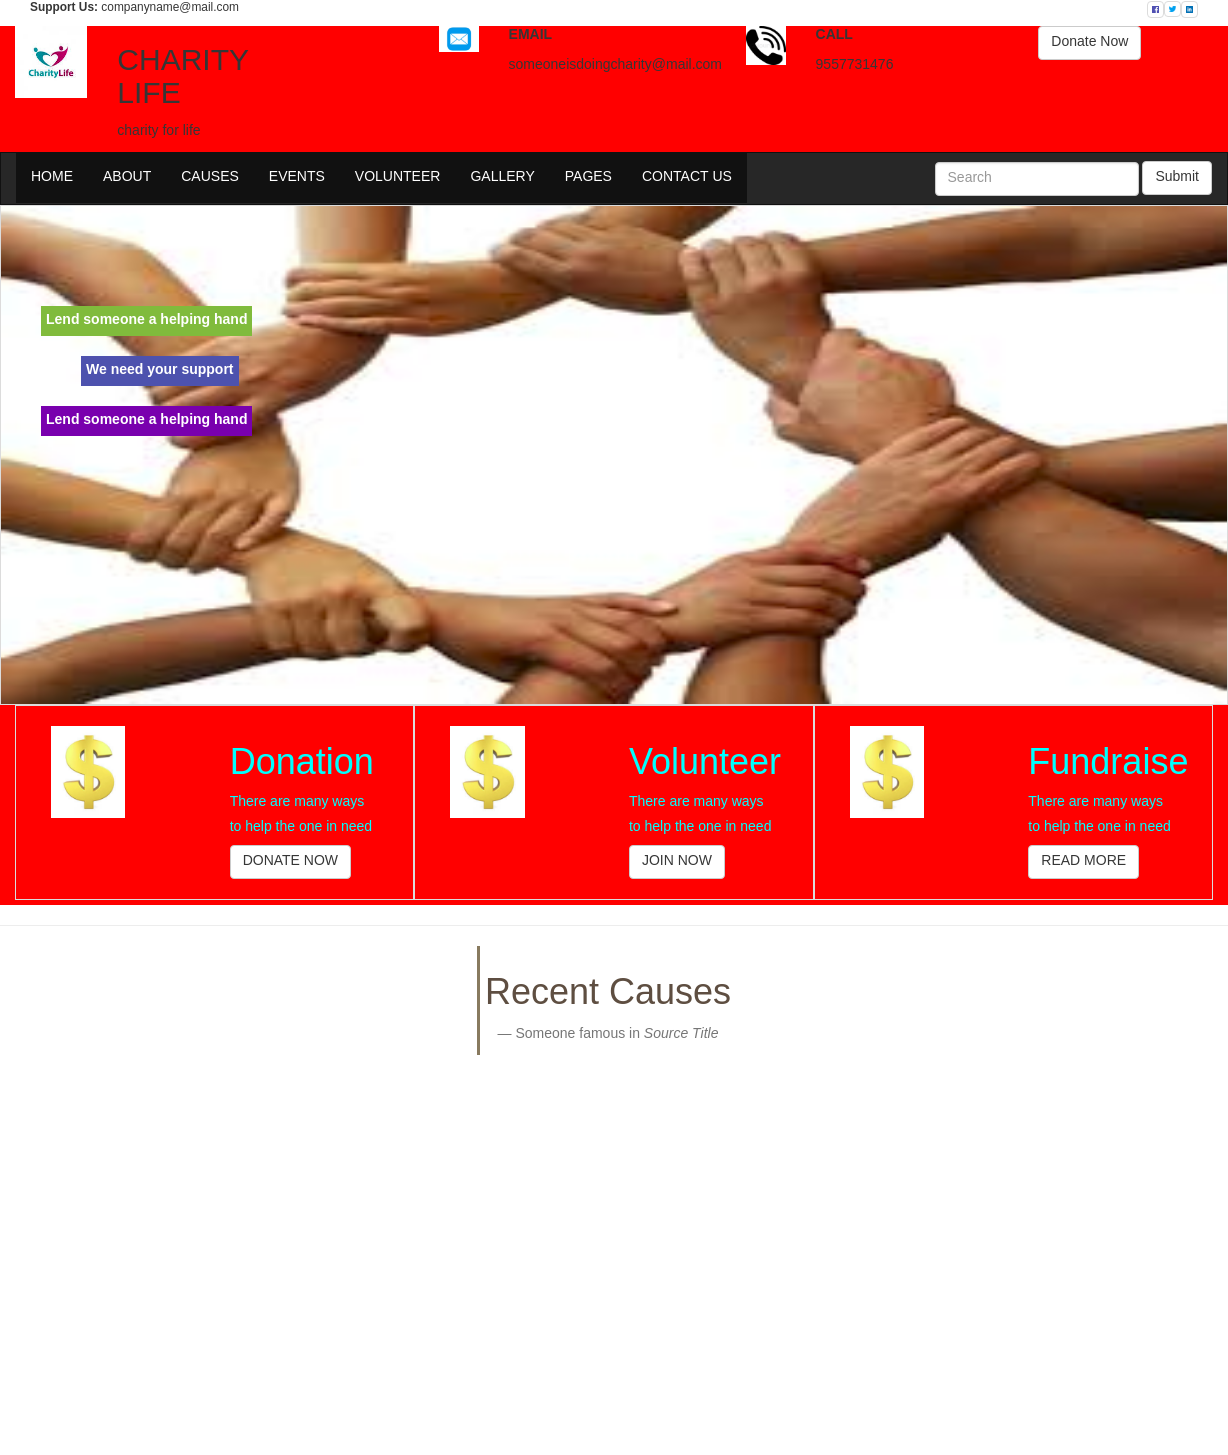 Support Us: companyname@mail.com
CharityLife
CHARITY
LIFE
charity for life
EMAIL
someoneisdoingcharity@mail.com
CALL
9557731476
Donate Now
HOME ABOUT CAUSES EVENTS VOLUNTEER GALLERY PAGES CONTACT US Search Submit
Lend someone a helping hand
We need your support
Lend someone a helping hand
Donation
There are many ways
to help the one in need
DONATE NOW
Volunteer
There are many ways
to help the one in need
JOIN NOW
Fundraise
There are many ways
to help the one in need
READ MORE
Recent Causes
— Someone famous in Source Title